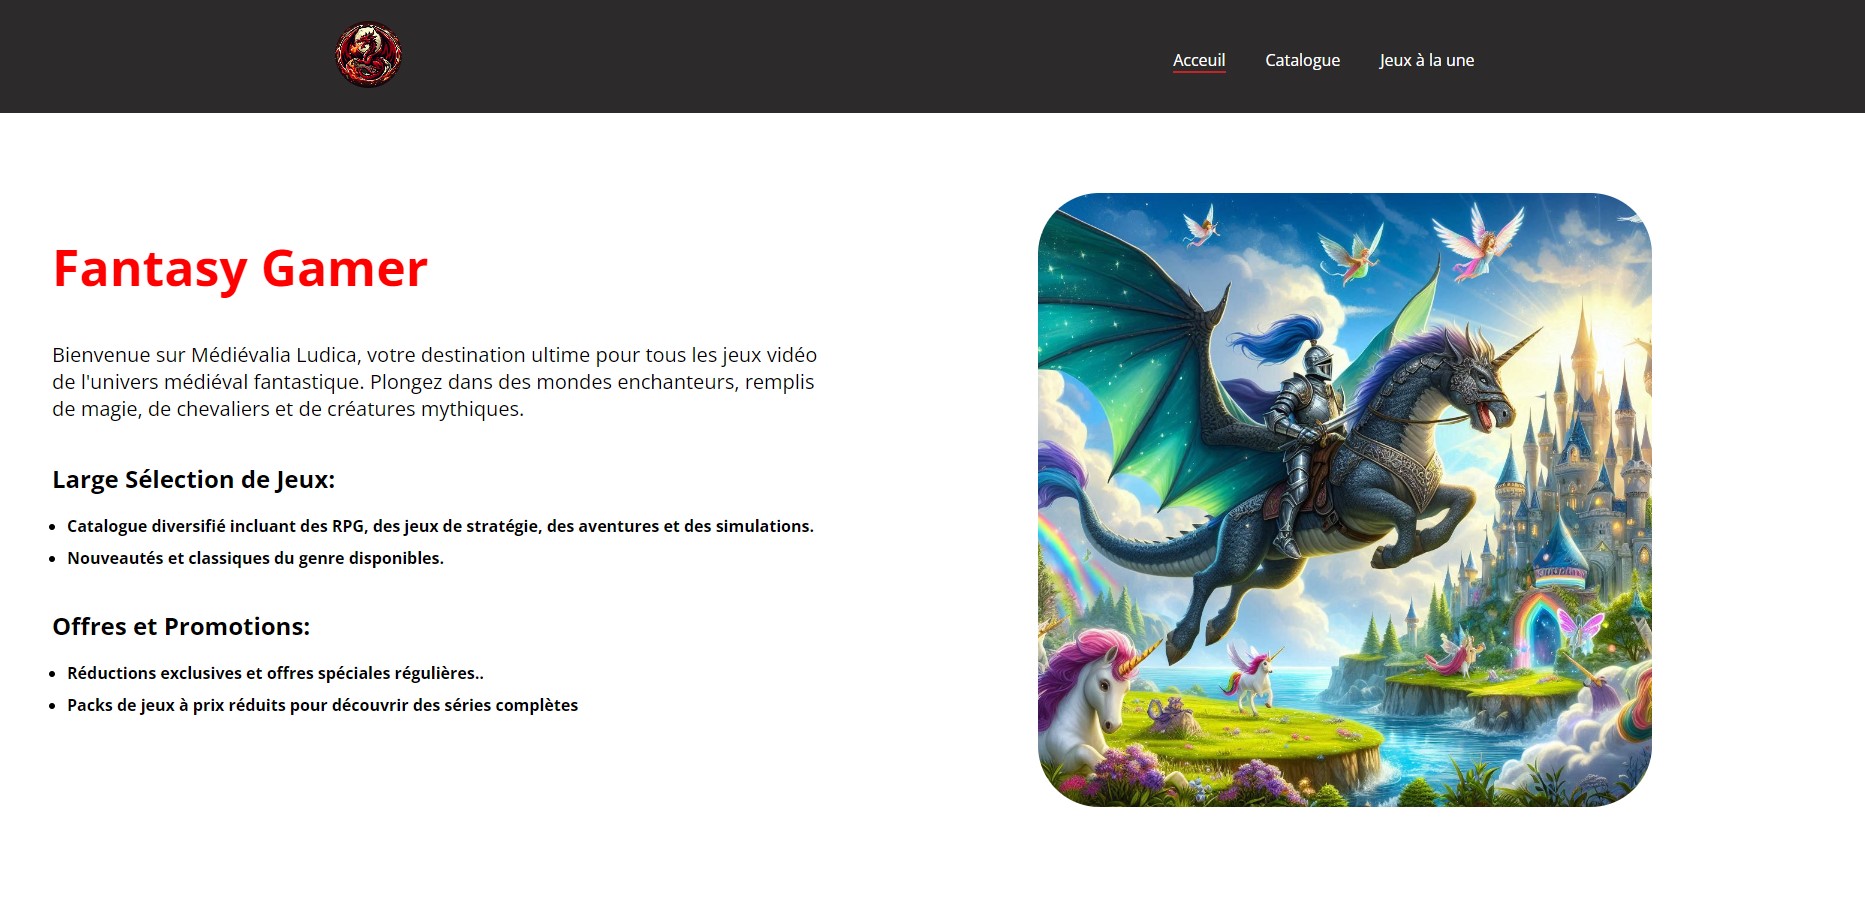 Acceuil Catalogue Jeux à la une
Fantasy Gamer
Bienvenue sur Médiévalia Ludica, votre destination ultime pour tous les jeux vidéo
de l'univers médiéval fantastique. Plongez dans des mondes enchanteurs, remplis
de magie, de chevaliers et de créatures mythiques.
Large Sélection de Jeux:
• Catalogue diversifié incluant des RPG, des jeux de stratégie, des aventures et des simulations.
• Nouveautés et classiques du genre disponibles.
Offres et Promotions:
• Réductions exclusives et offres spéciales régulières..
• Packs de jeux à prix réduits pour découvrir des séries complètes